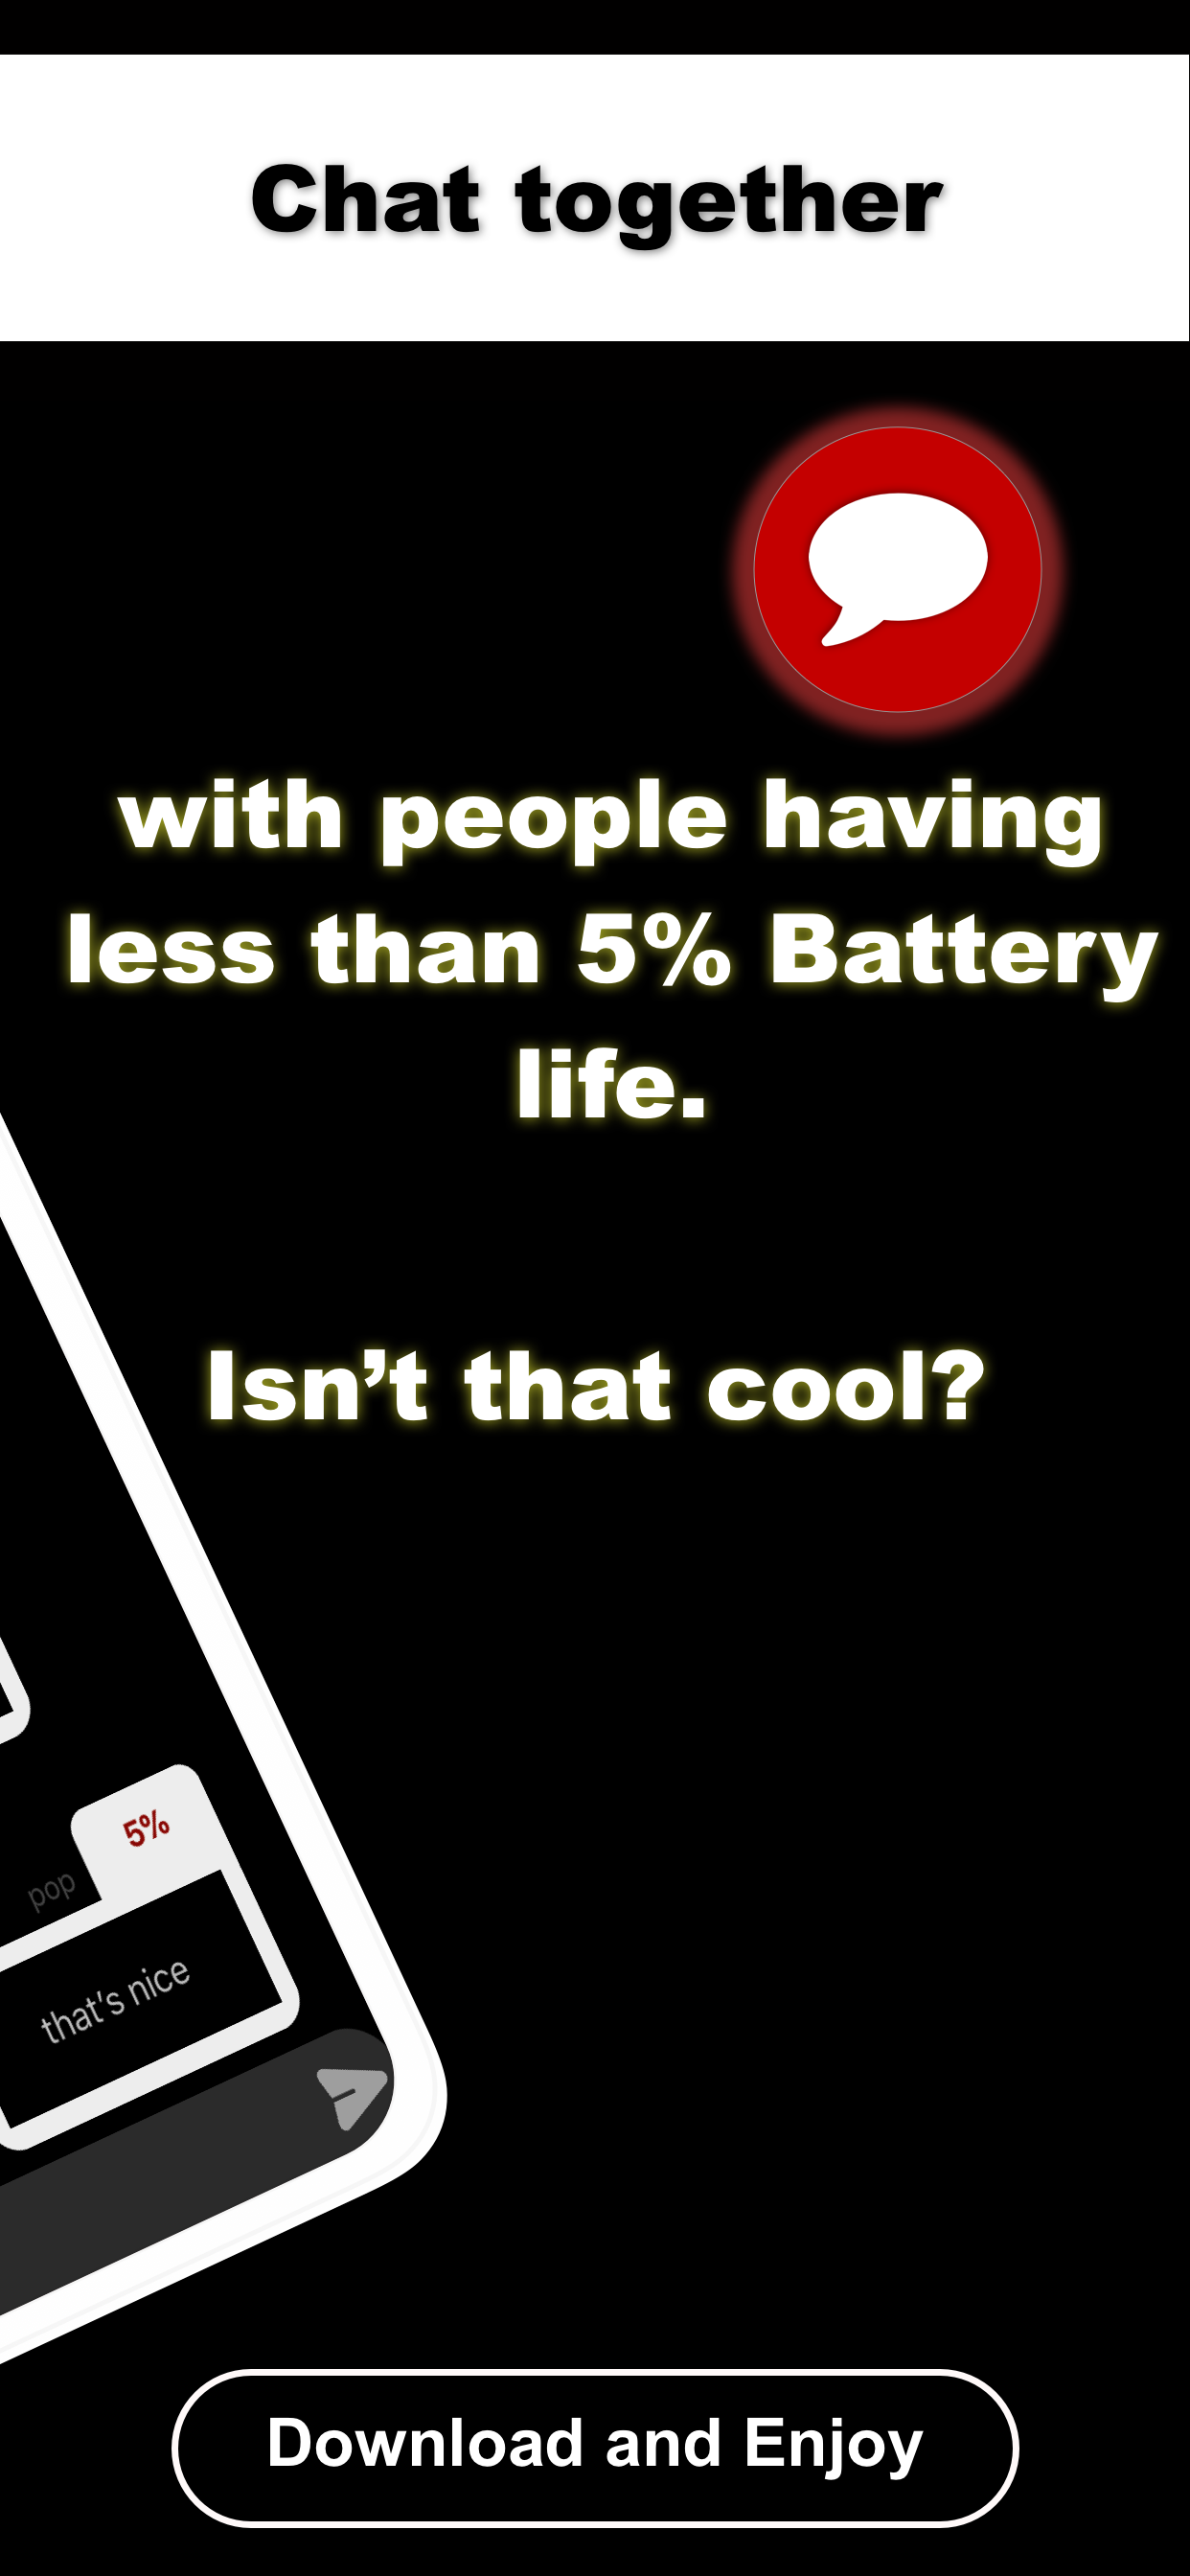 Chat together
with people having
less than 5% Battery
life.
Isn’t that cool?
5%
pop
that's nice
Download and Enjoy